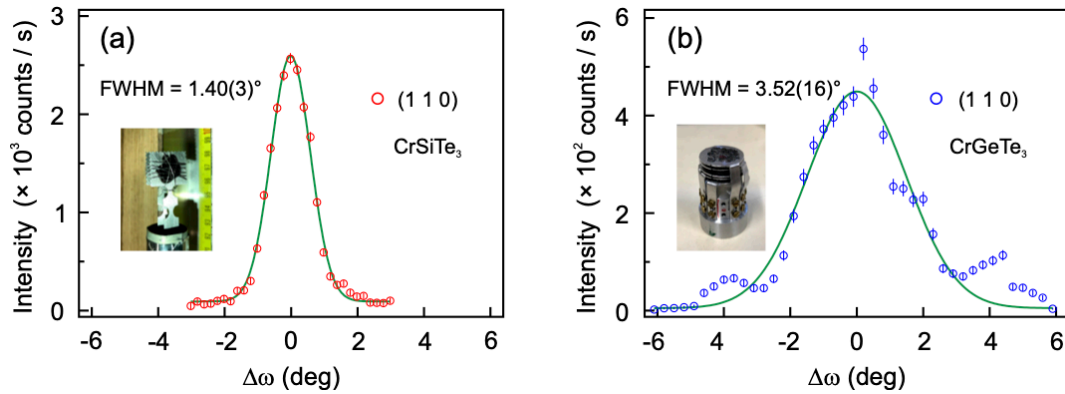 (a)
FWHM = 1.40(3)°
(1 1 0)
CrSiTe₃
Intensity (× 10³ counts / s)
3
2
1
0
-6 -4 -2 0 2 4 6
Δω (deg)
(b)
FWHM = 3.52(16)°
(1 1 0)
CrGeTe₃
Intensity (× 10² counts / s)
6
4
2
0
-6 -4 -2 0 2 4 6
Δω (deg)